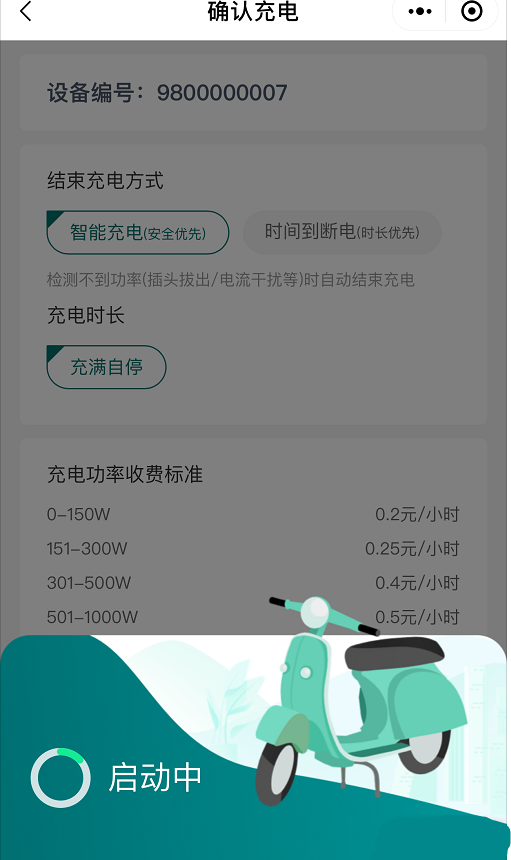 确认充电
设备编号：9800000007
结束充电方式
智能充电(安全优先) 时间到断电(时长优先)
检测不到功率(插头拔出/电流干扰等)时自动结束充电
充电时长
充满自停
充电功率收费标准
0-150W 0.2元/小时
151-300W 0.25元/小时
301-500W 0.4元/小时
501-1000W 0.5元/小时
启动中